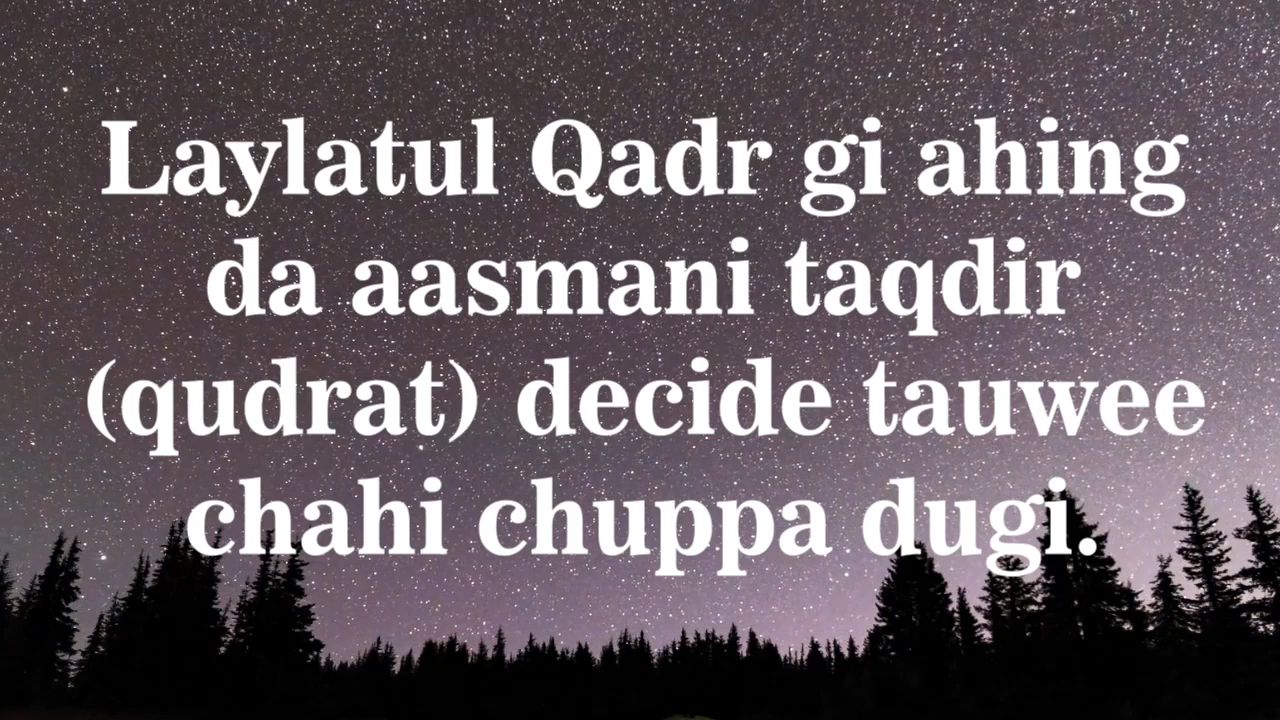 Laylatul Qadr gi ahing
da aasmani taqdir
(qudrat) decide tauwee
chahi chuppa dugi.